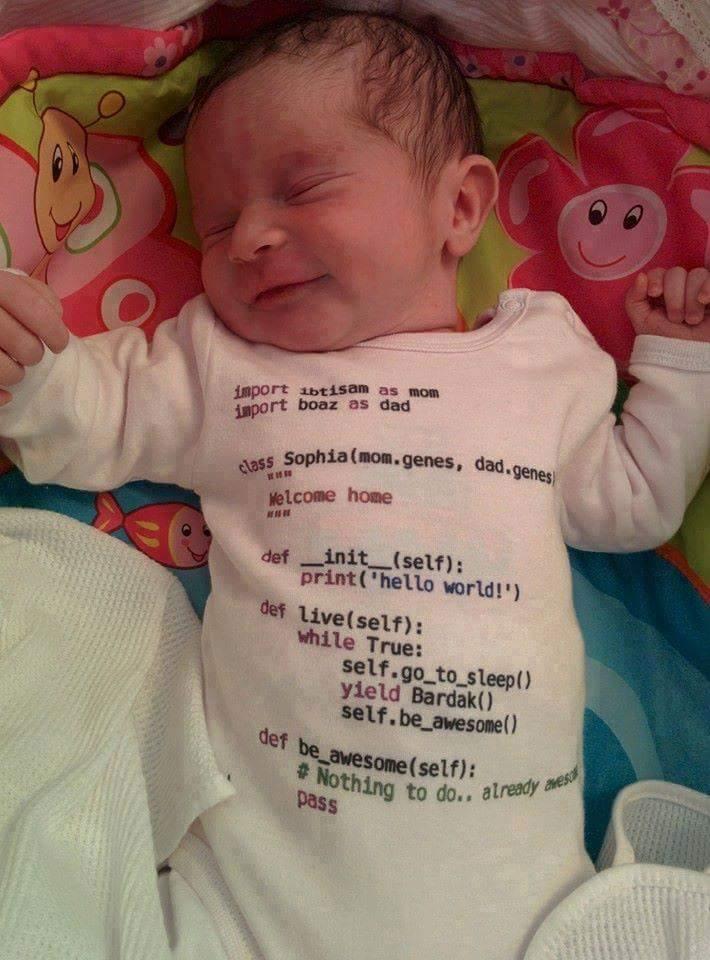 import ibtisam as mom
import boaz as dad
class Sophia(mom.genes, dad.genes)
"""
Welcome home
"""
def __init__(self):
print('hello world!')
def live(self):
while True:
self.go_to_sleep()
yield Bardak()
self.be_awesome()
def be_awesome(self):
# Nothing to do.. already awesome
pass